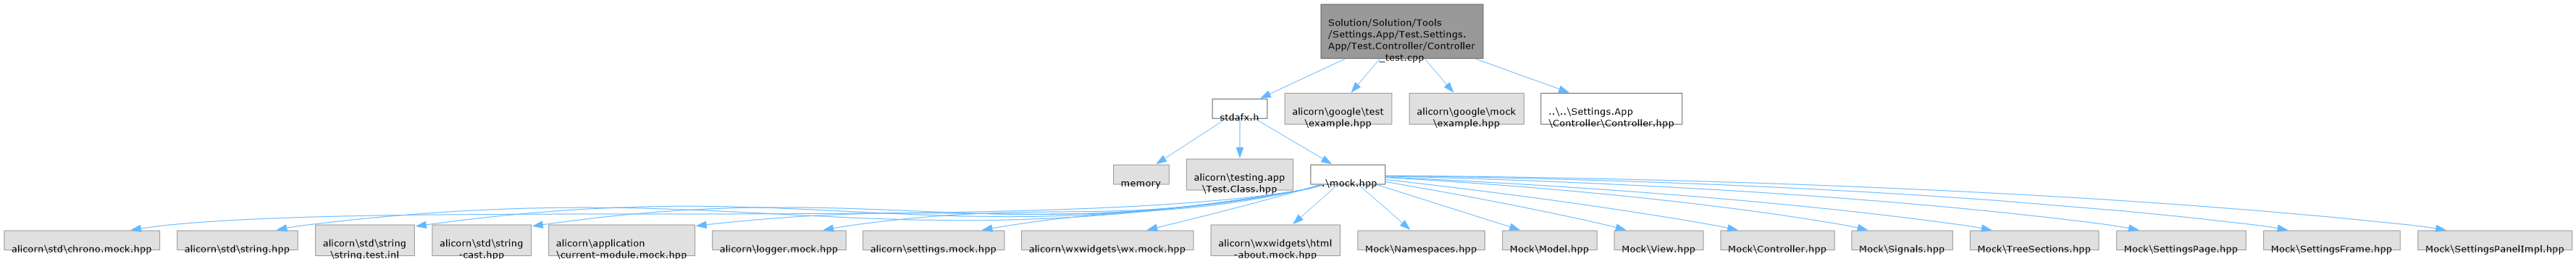 Solution/Solution/Tools
/Settings.App/Test.Settings.
App/Test.Controller/Controller
_test.cpp
stdafx.h
alicorn\google\test
\example.hpp
alicorn\google\mock
\example.hpp
..\..\Settings.App
\Controller\Controller.hpp
memory
alicorn\testing.app
\Test.Class.hpp
.\mock.hpp
alicorn\std\chrono.mock.hpp
alicorn\std\string.hpp
alicorn\std\string
\string.test.inl
alicorn\std\string
-cast.hpp
alicorn\application
\current-module.mock.hpp
alicorn\logger.mock.hpp
alicorn\settings.mock.hpp
alicorn\wxwidgets\wx.mock.hpp
alicorn\wxwidgets\html
-about.mock.hpp
Mock\Namespaces.hpp
Mock\Model.hpp
Mock\View.hpp
Mock\Controller.hpp
Mock\Signals.hpp
Mock\TreeSections.hpp
Mock\SettingsPage.hpp
Mock\SettingsFrame.hpp
Mock\SettingsPanelImpl.hpp